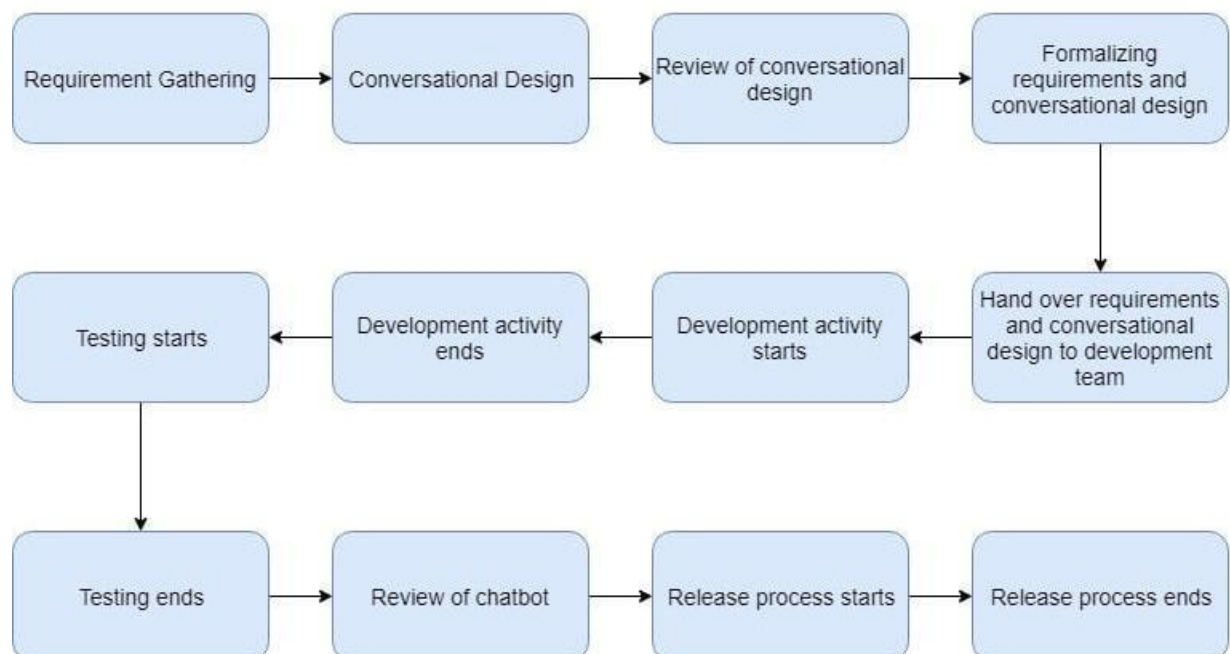 Requirement Gathering
Conversational Design
Review of conversational
design
Formalizing
requirements and
conversational design
Hand over requirements
and conversational
design to development
team
Development activity
starts
Development activity
ends
Testing starts
Testing ends
Review of chatbot
Release process starts
Release process ends